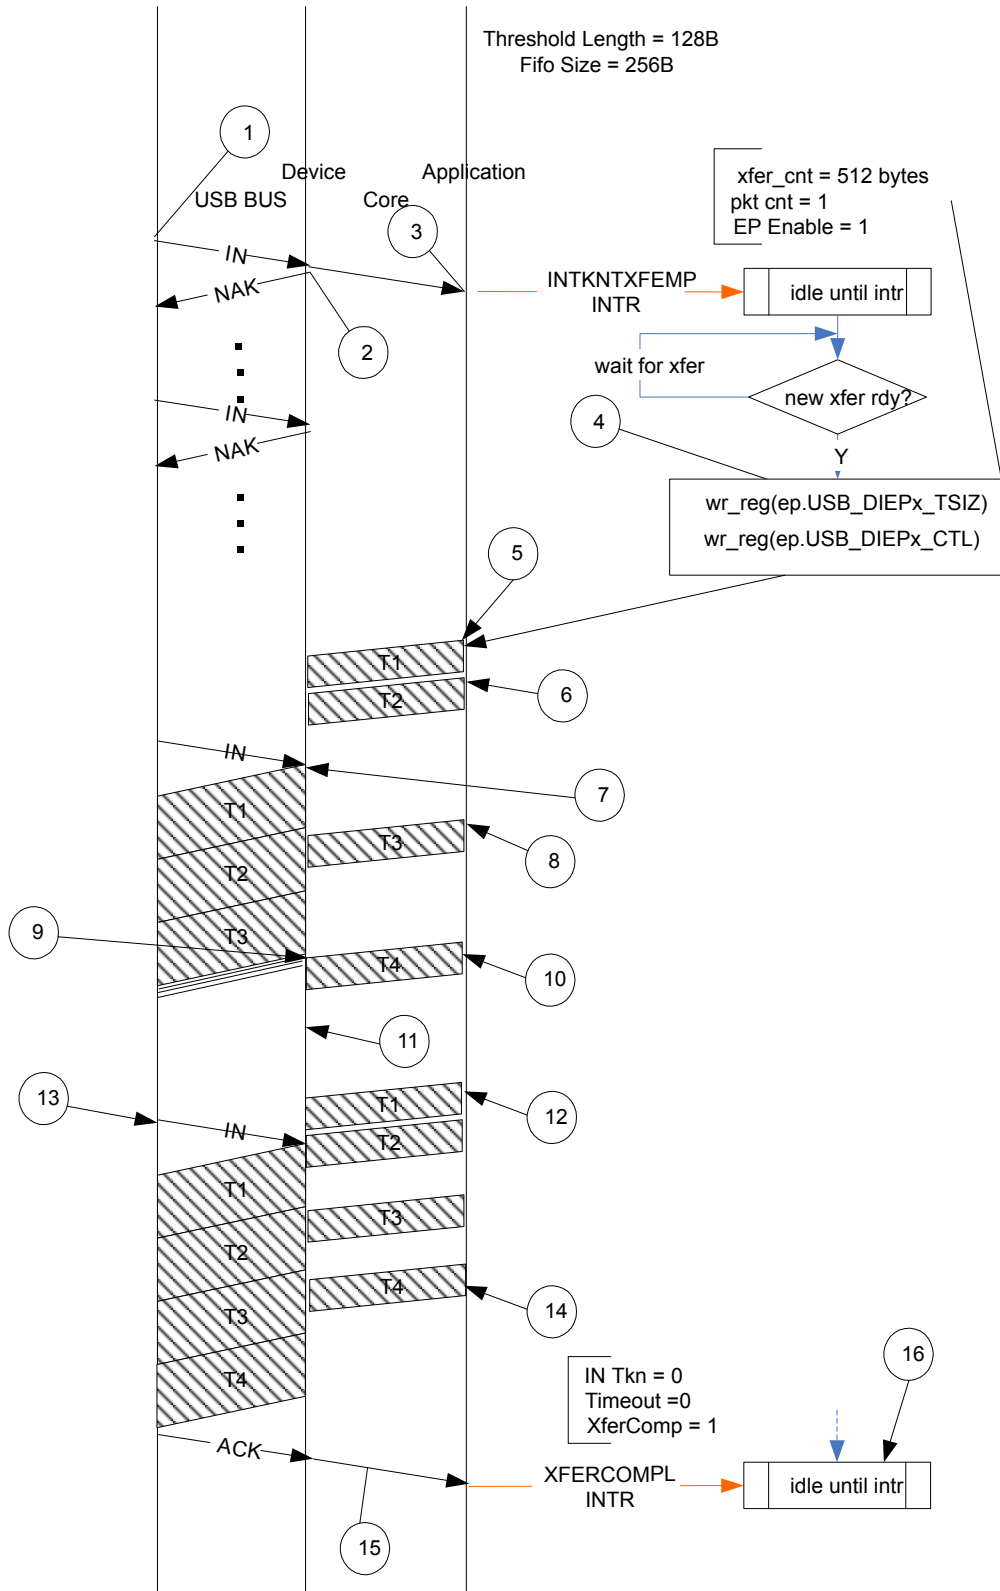 Threshold Length = 128B
Fifo Size = 256B
1
Device
Application
USB BUS
Core
xfer_cnt = 512 bytes
pkt cnt = 1
EP Enable = 1
3
IN
NAK
INTKNTXFEMP
INTR
idle until intr
2
wait for xfer
new xfer rdy?
IN
NAK
4
Y
wr_reg(ep.USB_DIEPx_TSIZ)
wr_reg(ep.USB_DIEPx_CTL)
5
T1
T2
6
IN
7
T1
T3
8
T2
T3
9
T4
10
11
13
T1
12
IN
T2
T1
T3
T2
T4
14
T3
T4
IN Tkn = 0
Timeout =0
XferComp = 1
16
ACK
XFERCOMPL
INTR
idle until intr
15